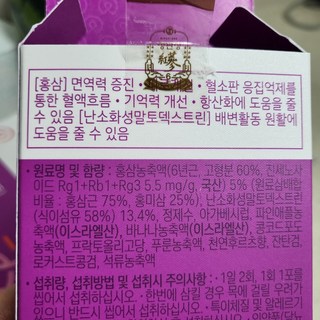 紅蔘
[홍삼] 면역력 증진 · 혈소판 응집억제를
통한 혈액흐름 · 기억력 개선 · 항산화에 도움을 줄
수 있음 [난소화성말토덱스트린] 배변활동 원활에
도움을 줄 수 있음
• 원료명 및 함량 : 홍삼농축액(6년근, 고형분 60%, 진세노사
이드 Rg1+Rb1+Rg3 5.5 mg/g, 국산) 5% (원료삼배합
비율 : 홍삼근 75%, 홍미삼 25%), 난소화성말토덱스트린
(식이섬유 58%) 13.4%, 정제수, 아가베시럽, 파인애플농
축액(이스라엘산), 바나나농축액(이스라엘산), 콩코드포도
농축액, 프락토올리고당, 푸룬농축액, 천연후르츠향, 잔탄검,
로커스트콩검, 석류농축액
• 섭취량, 섭취방법 및 섭취시 주의사항 : · 1일 2회, 1회 1포를
씹어서 섭취하십시오. · 한번에 삼킬 경우 목에 걸릴 우려가
있으니 반드시 씹어서 섭취하십시오. · 특이체질 및 알레르기